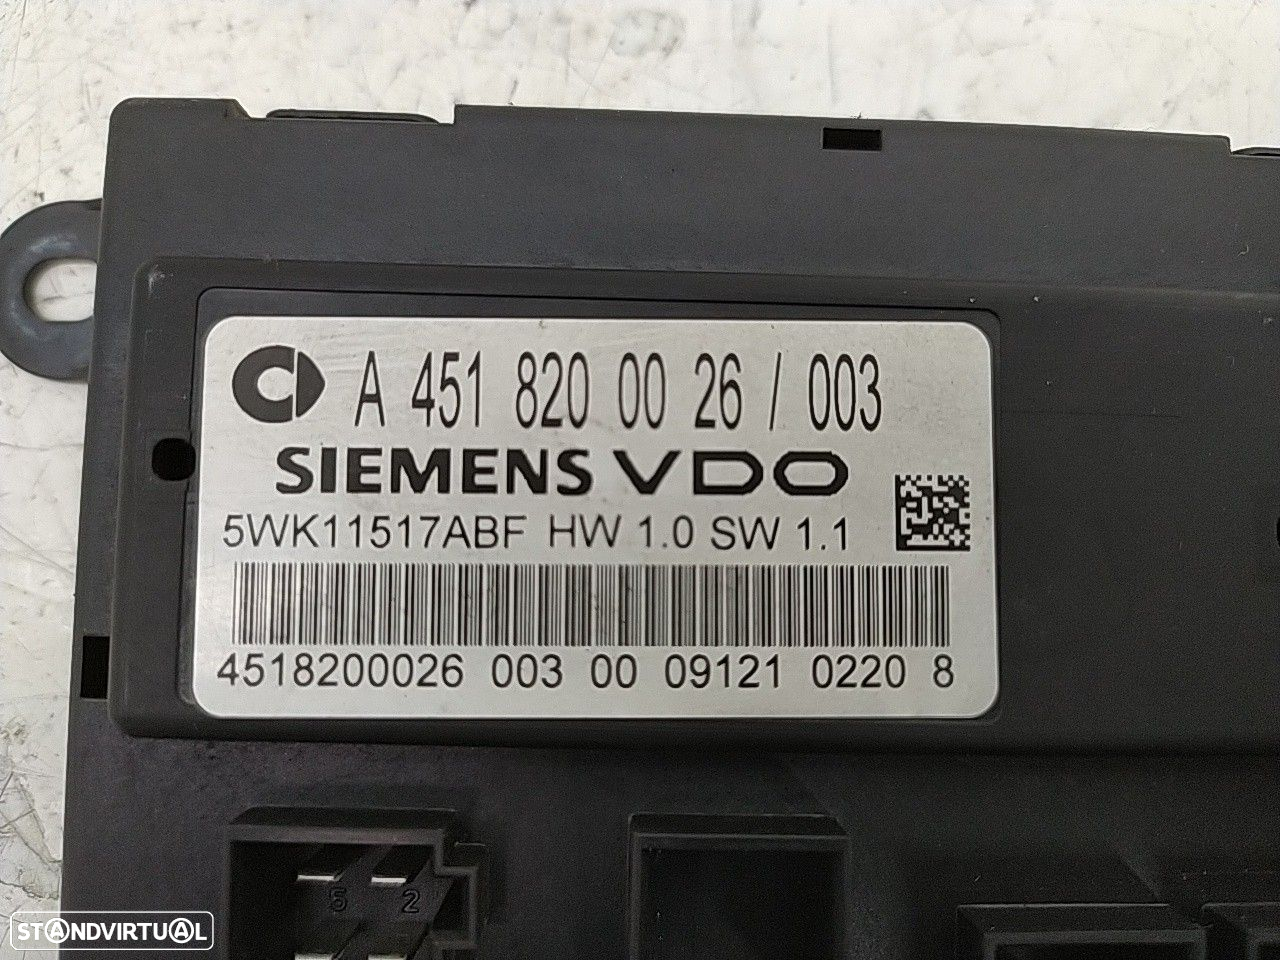 A 451 820 00 26 / 003
SIEMENS VDO
5WK11517ABF HW 1.0 SW 1.1
4518200026 003 00 09121 0220 8
5 2
STANDVIRTUAL